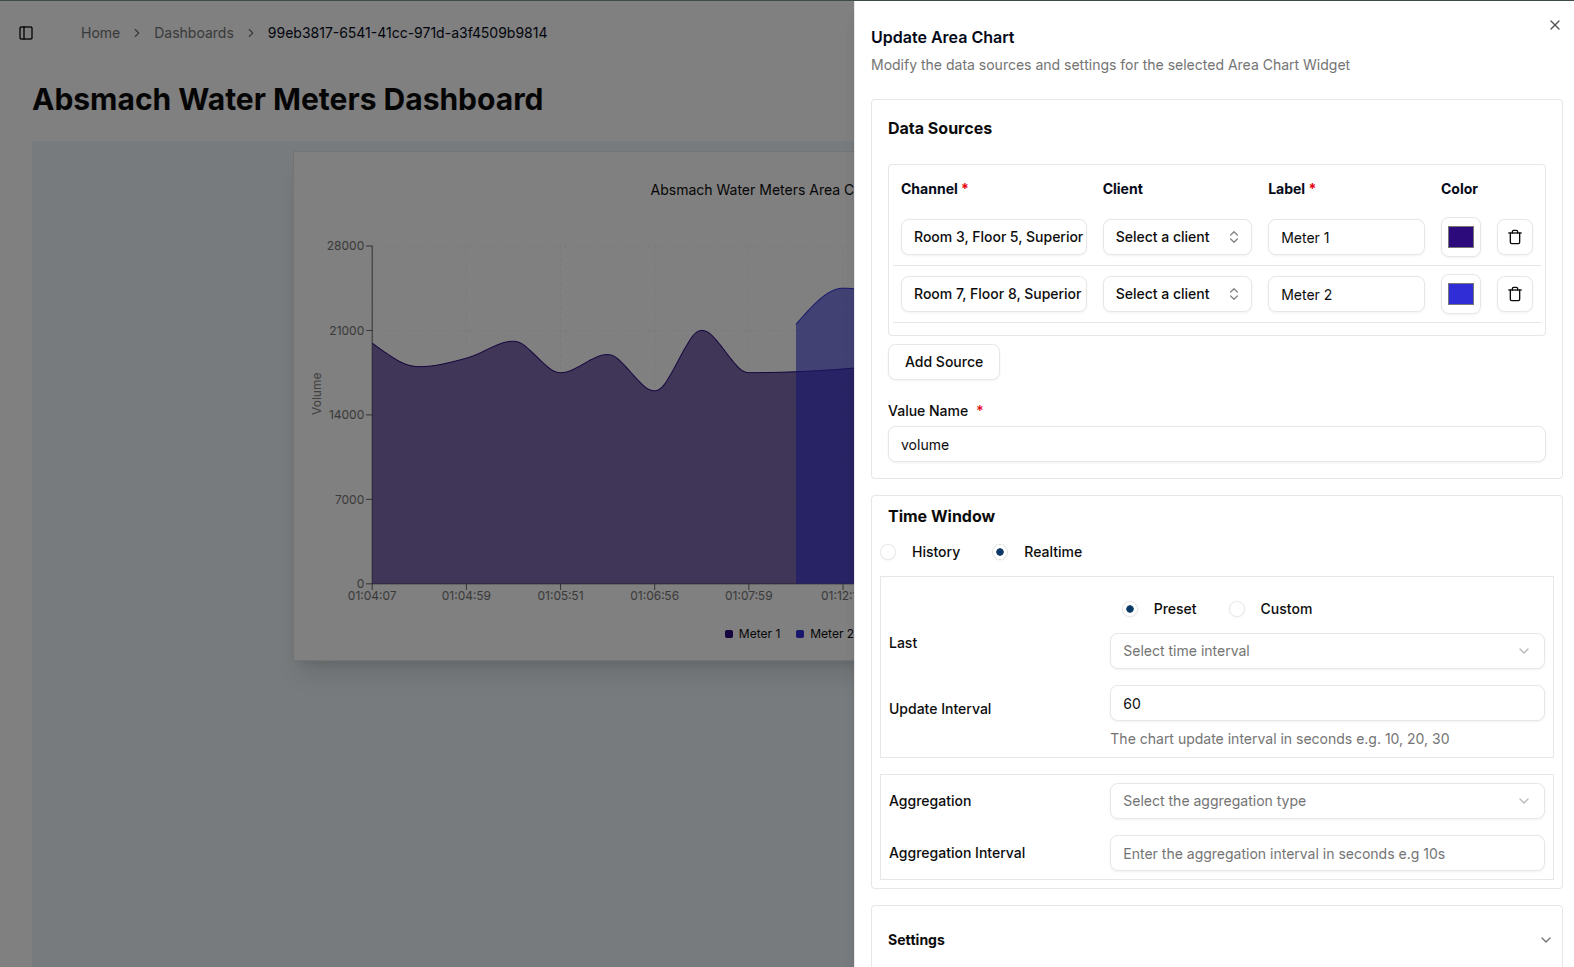 Home > Dashboards > 99eb3817-6541-41cc-971d-a3f4509b9814
Absmach Water Meters Dashboard
Absmach Water Meters Area C
28000
21000
14000
7000
0
Volume
01:04:07 01:04:59 01:05:51 01:06:56 01:07:59 01:12:
Meter 1 Meter 2
Update Area Chart
Modify the data sources and settings for the selected Area Chart Widget
Data Sources
Channel * Client Label * Color
Room 3, Floor 5, Superior Select a client Meter 1
Room 7, Floor 8, Superior Select a client Meter 2
Add Source
Value Name *
volume
Time Window
History Realtime
Preset Custom
Last Select time interval
Update Interval 60
The chart update interval in seconds e.g. 10, 20, 30
Aggregation Select the aggregation type
Aggregation Interval Enter the aggregation interval in seconds e.g 10s
Settings